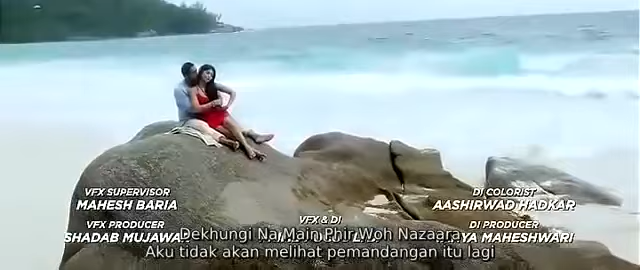 VFX SUPERVISOR
MAHESH BARIA
DI COLORIST
AASHIRWAD HADKAR
VFX PRODUCER
SHADAB MUJAWA
VFX & DI
DI PRODUCER
MAHESHWARI
Dekhungi Na Main Phir Woh Nazaara
Aku tidak akan melihat pemandangan itu lagi